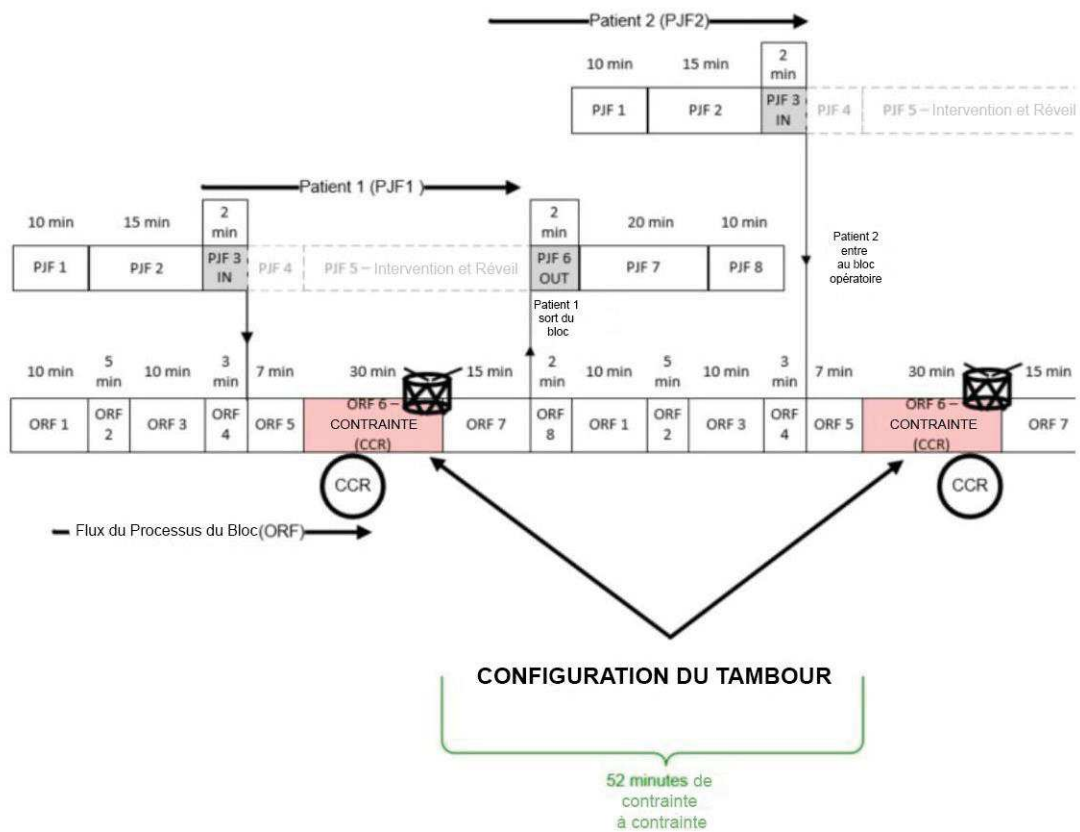 Patient 2 (PJF2)
10 min
15 min
2
min
PJF 1
PJF 2
PJF 3
IN
PJF 4
PJF 5 – Intervention et Réveil
Patient 1 (PJF1 )
10 min
15 min
2
min
2
min
20 min
10 min
PJF 1
PJF 2
PJF 3
IN
PJF 4
PJF 5 – Intervention et Réveil
PJF 6
OUT
PJF 7
PJF 8
Patient 2
entre
au bloc
opératoire
Patient 1
sort du
bloc
10 min
5
min
10 min
3
min
7 min
30 min
15 min
2
min
10 min
5
min
10 min
3
min
7 min
30 min
15 min
ORF 1
ORF
2
ORF 3
ORF
4
ORF 5
ORF 6 –
CONTRAINTE
(CCR)
ORF 7
ORF
8
ORF 1
ORF
2
ORF 3
ORF
4
ORF 5
ORF 6 –
CONTRAINTE
(CCR)
ORF 7
CCR
CCR
Flux du Processus du Bloc(ORF)
CONFIGURATION DU TAMBOUR
52 minutes de
contrainte
à contrainte